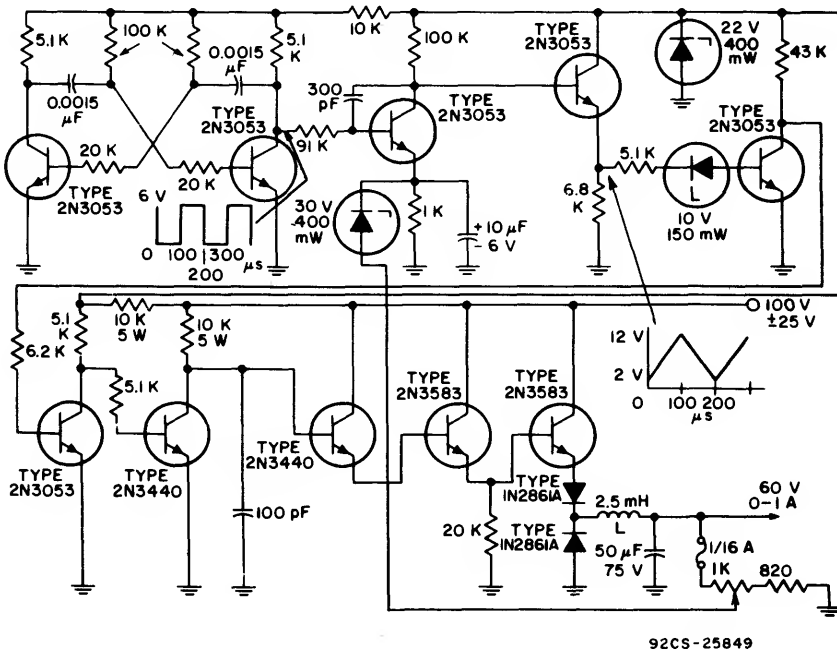 5.1 K
100 K
0.0015
μF
5.1
K
10 K
100 K
TYPE
2N3053
22 V
400
mW
43 K
0.0015
μF
TYPE
2N3053
300
pF
TYPE
2N3053
TYPE
2N3053
20 K
20 K
91 K
5.1 K
TYPE
2N3053
6 V
0 100 300
200
μs
30 V
400
mW
1 K
+10 μF
- 6 V
6.8
K
L
10 V
150 mW
5.1
K
10 K
5 W
10 K
5 W
100 V
±25 V
6.2 K
5.1 K
TYPE
2N3583
TYPE
2N3583
12 V
2 V
0 100 200
μs
TYPE
2N3053
TYPE
2N3440
TYPE
2N3440
100 pF
20 K
TYPE
1N2861A
TYPE
1N2861A
2.5 mH
L
60 V
0-1 A
50 μF
75 V
1/16 A
1 K
820
92CS-25849